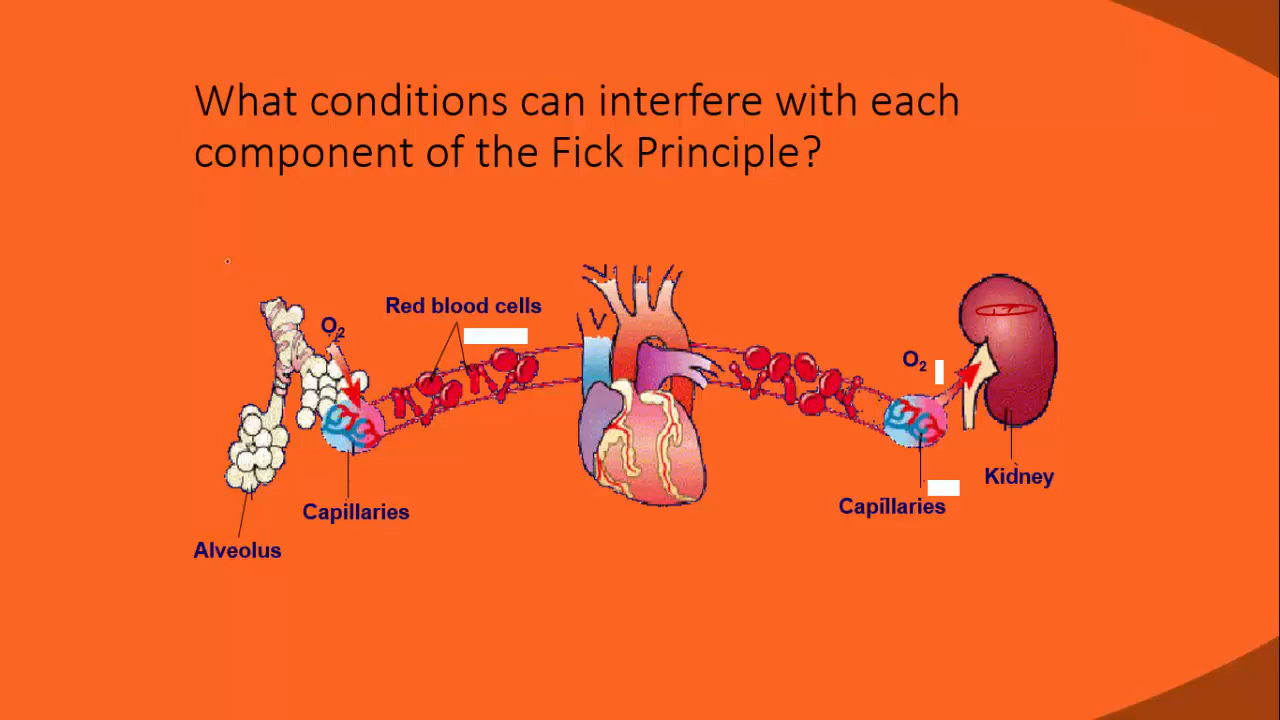 What conditions can interfere with each
component of the Fick Principle?
Red blood cells
O2
O2
Kidney
Capillaries
Capillaries
Alveolus